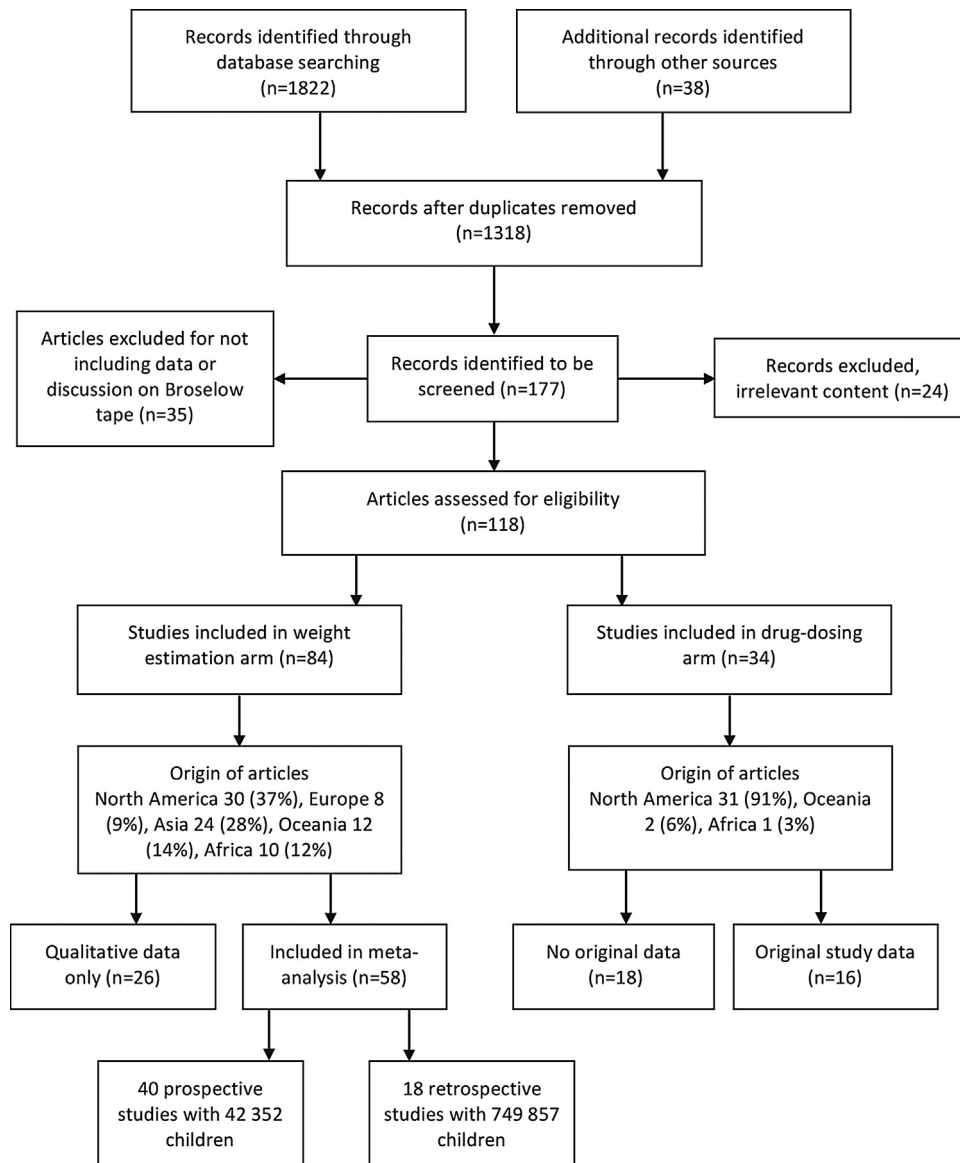 Records identified through
database searching
(n=1822)
Additional records identified
through other sources
(n=38)
Records after duplicates removed
(n=1318)
Articles excluded for not
including data or
discussion on Broselow
tape (n=35)
Records identified to be
screened (n=177)
Records excluded,
irrelevant content (n=24)
Articles assessed for eligibility
(n=118)
Studies included in weight
estimation arm (n=84)
Studies included in drug-dosing
arm (n=34)
Origin of articles
North America 30 (37%), Europe 8
(9%), Asia 24 (28%), Oceania 12
(14%), Africa 10 (12%)
Origin of articles
North America 31 (91%), Oceania
2 (6%), Africa 1 (3%)
Qualitative data
only (n=26)
Included in meta-
analysis (n=58)
No original data
(n=18)
Original study data
(n=16)
40 prospective
studies with 42 352
children
18 retrospective
studies with 749 857
children